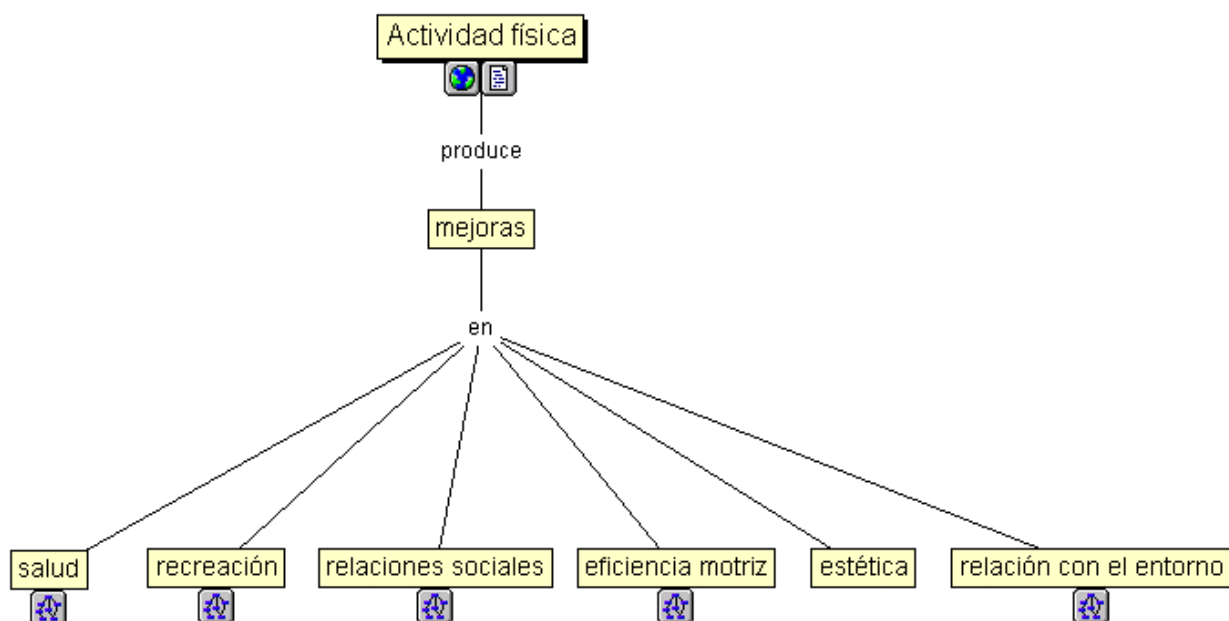 Actividad física
produce
mejoras
en
salud
recreación
relaciones sociales
eficiencia motriz
estética
relación con el entorno